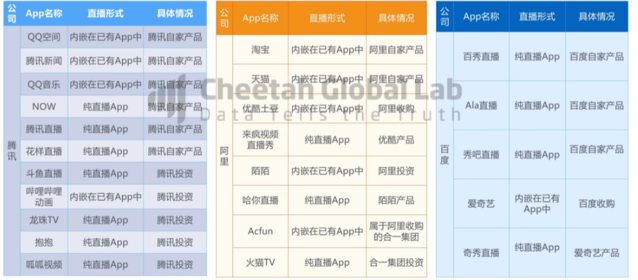 公司 App名称 直播形式 具体情况
腾讯
QQ空间 内嵌在已有App中 腾讯自家产品
腾讯新闻 内嵌在已有App中 腾讯自家产品
QQ音乐 内嵌在已有App中 腾讯自家产品
NOW 纯直播App 腾讯自家产品
腾讯直播 纯直播App 腾讯自家产品
花样直播 纯直播App 腾讯自家产品
斗鱼直播 纯直播App 腾讯投资
哔哩哔哩动画 内嵌在已有App中 腾讯投资
龙珠TV 纯直播App 腾讯投资
抱抱 纯直播App 腾讯投资
呱呱视频 纯直播App 腾讯投资
公司 App名称 直播形式 具体情况
阿里
淘宝 内嵌在已有App中 阿里自家产品
天猫 内嵌在已有App中 阿里自家产品
优酷土豆 内嵌在已有App中 阿里收购
来疯视频直播秀 纯直播App 优酷产品
陌陌 内嵌在已有App中 阿里投资
哈你直播 纯直播App 陌陌产品
Acfun 内嵌在已有App中 属于阿里收购的合一集团
火猫TV 纯直播App 合一集团投资
公司 App名称 直播形式 具体情况
百度
百秀直播 纯直播App 百度自家产品
Ala直播 纯直播App 百度自家产品
秀吧直播 纯直播App 百度自家产品
爱奇艺 内嵌在已有App中 百度收购
奇秀直播 纯直播App 爱奇艺产品
Cheetah Global Lab
Data Tells the Truth